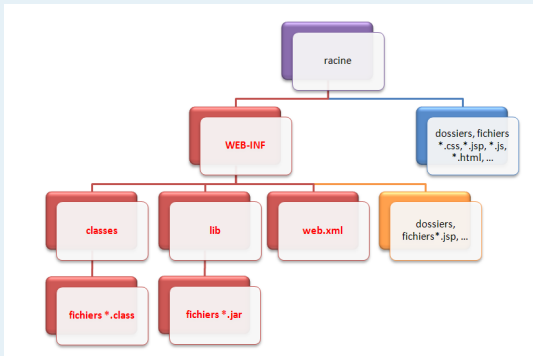 racine
WEB-INF
dossiers, fichiers
*.css,*.jsp, *.js,
*.html, ...
classes
lib
web.xml
dossiers,
fichiers*.jsp, ...
fichiers *.class
fichiers *.jar